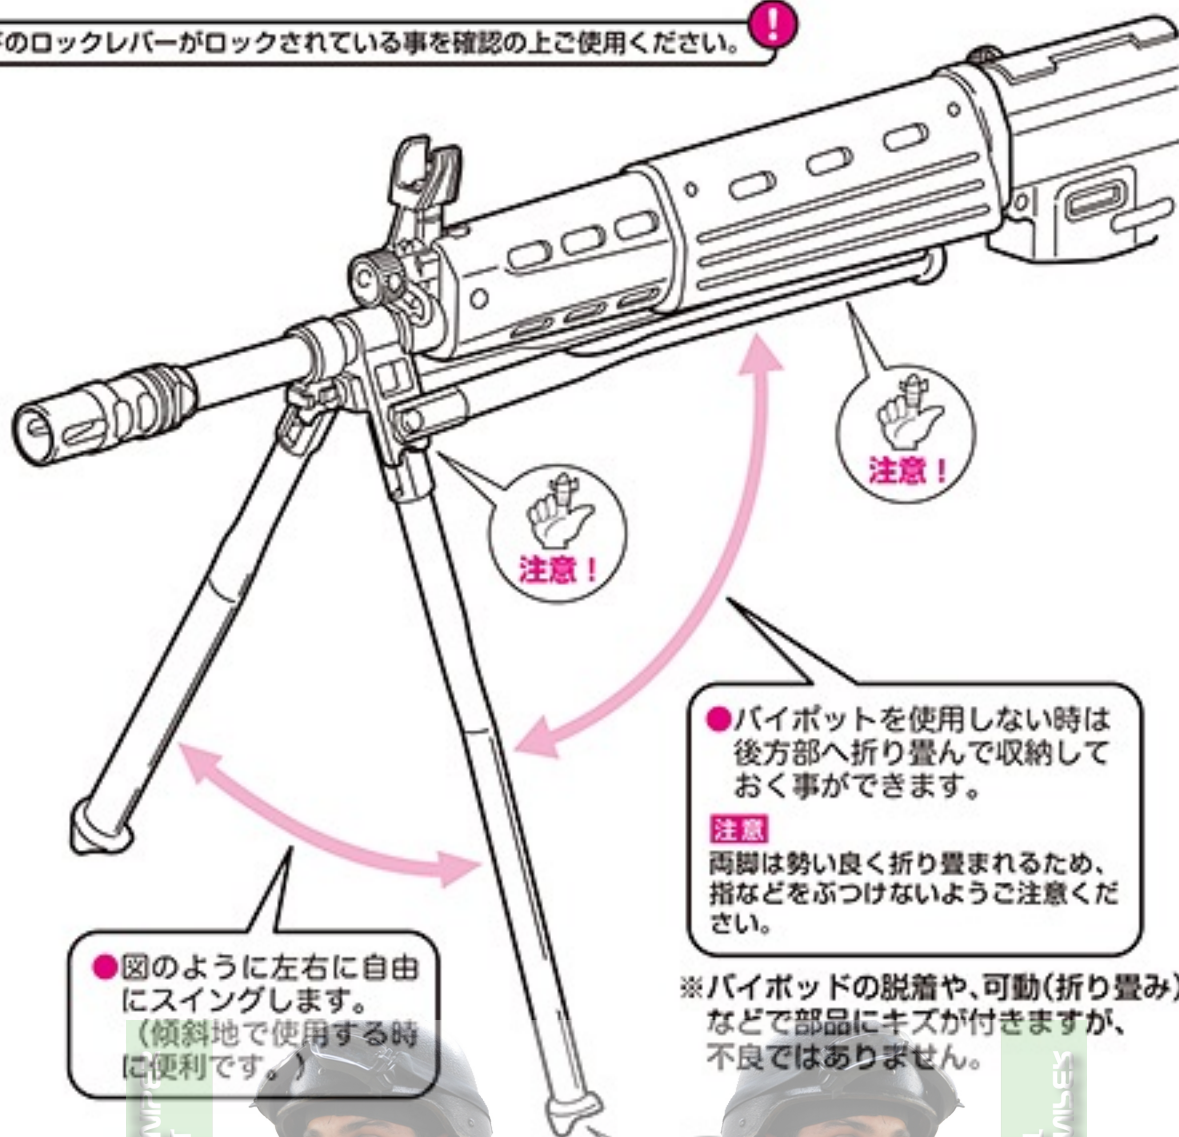 のロックレバーがロックされている事を確認の上ご使用ください。
!
注意！
注意！
●バイポットを使用しない時は
後方部へ折り畳んで収納して
おく事ができます。
注意
両脚は勢い良く折り畳まれるため、
指などをぶつけないようご注意くだ
さい。
●図のように左右に自由
にスイングします。
（傾斜地で使用する時
に便利です。）
※バイポッドの脱着や、可動(折り畳み)
などで部品にキズが付きますが、
不良ではありません。